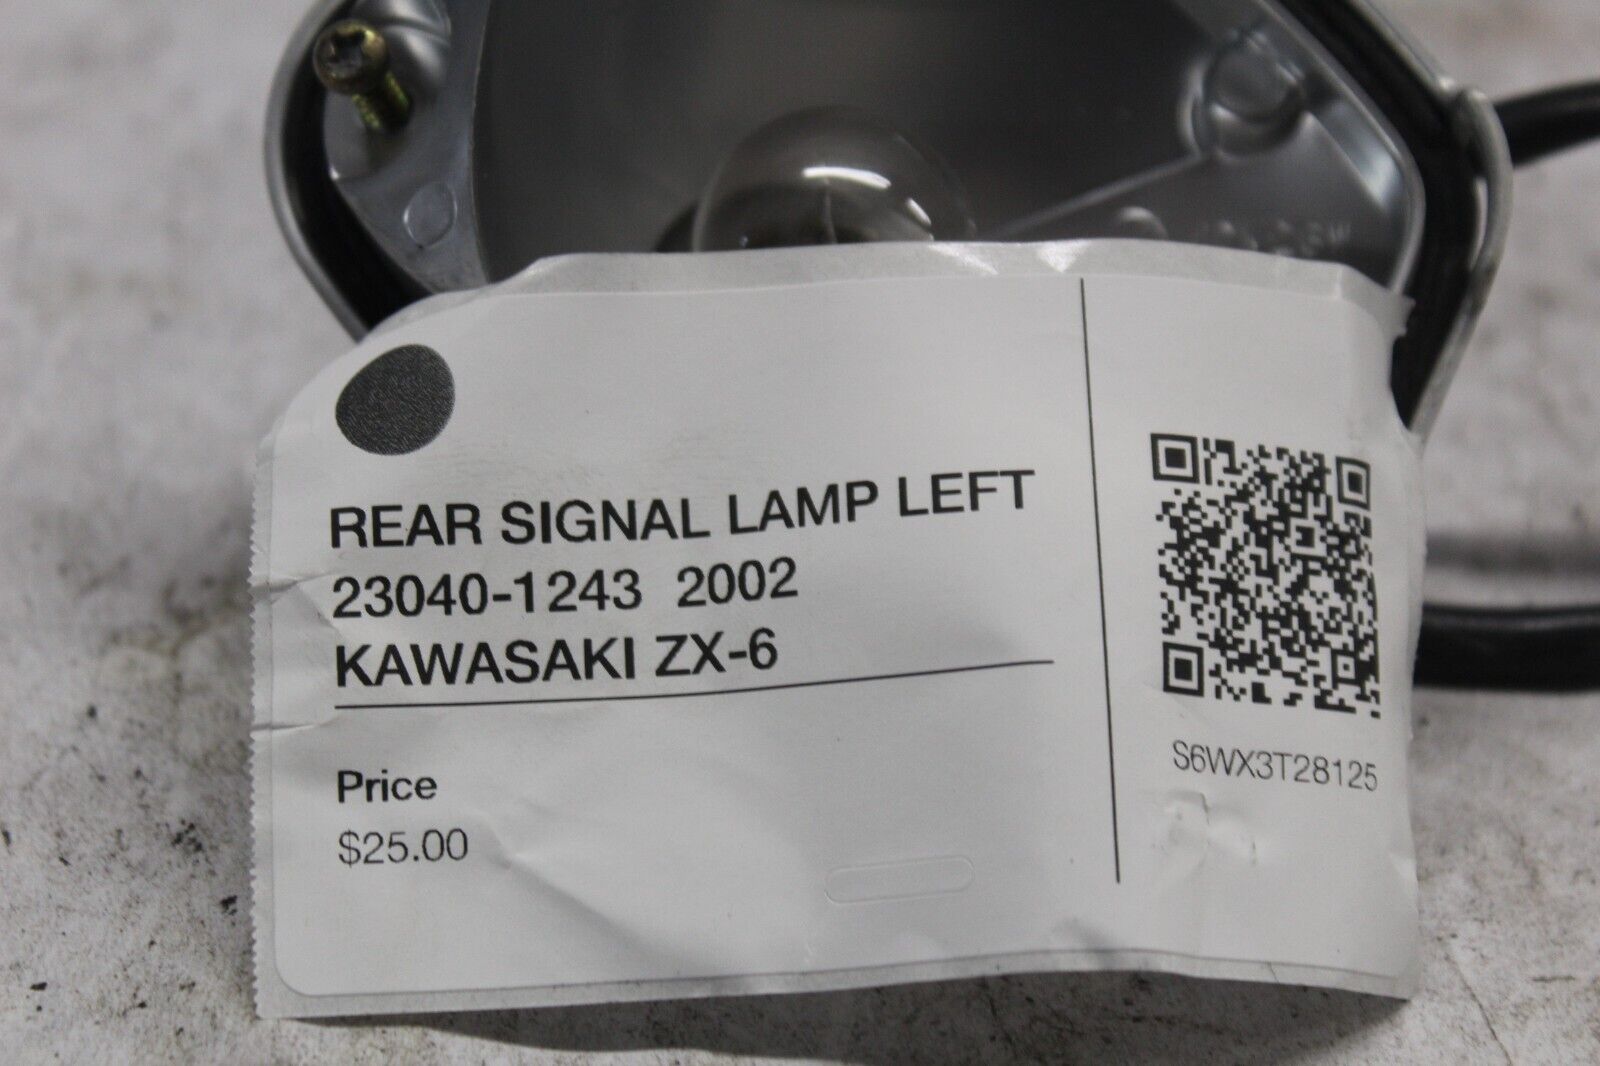 REAR SIGNAL LAMP LEFT
23040-1243 2002
KAWASAKI ZX-6
Price
$25.00
S6WX3T28125